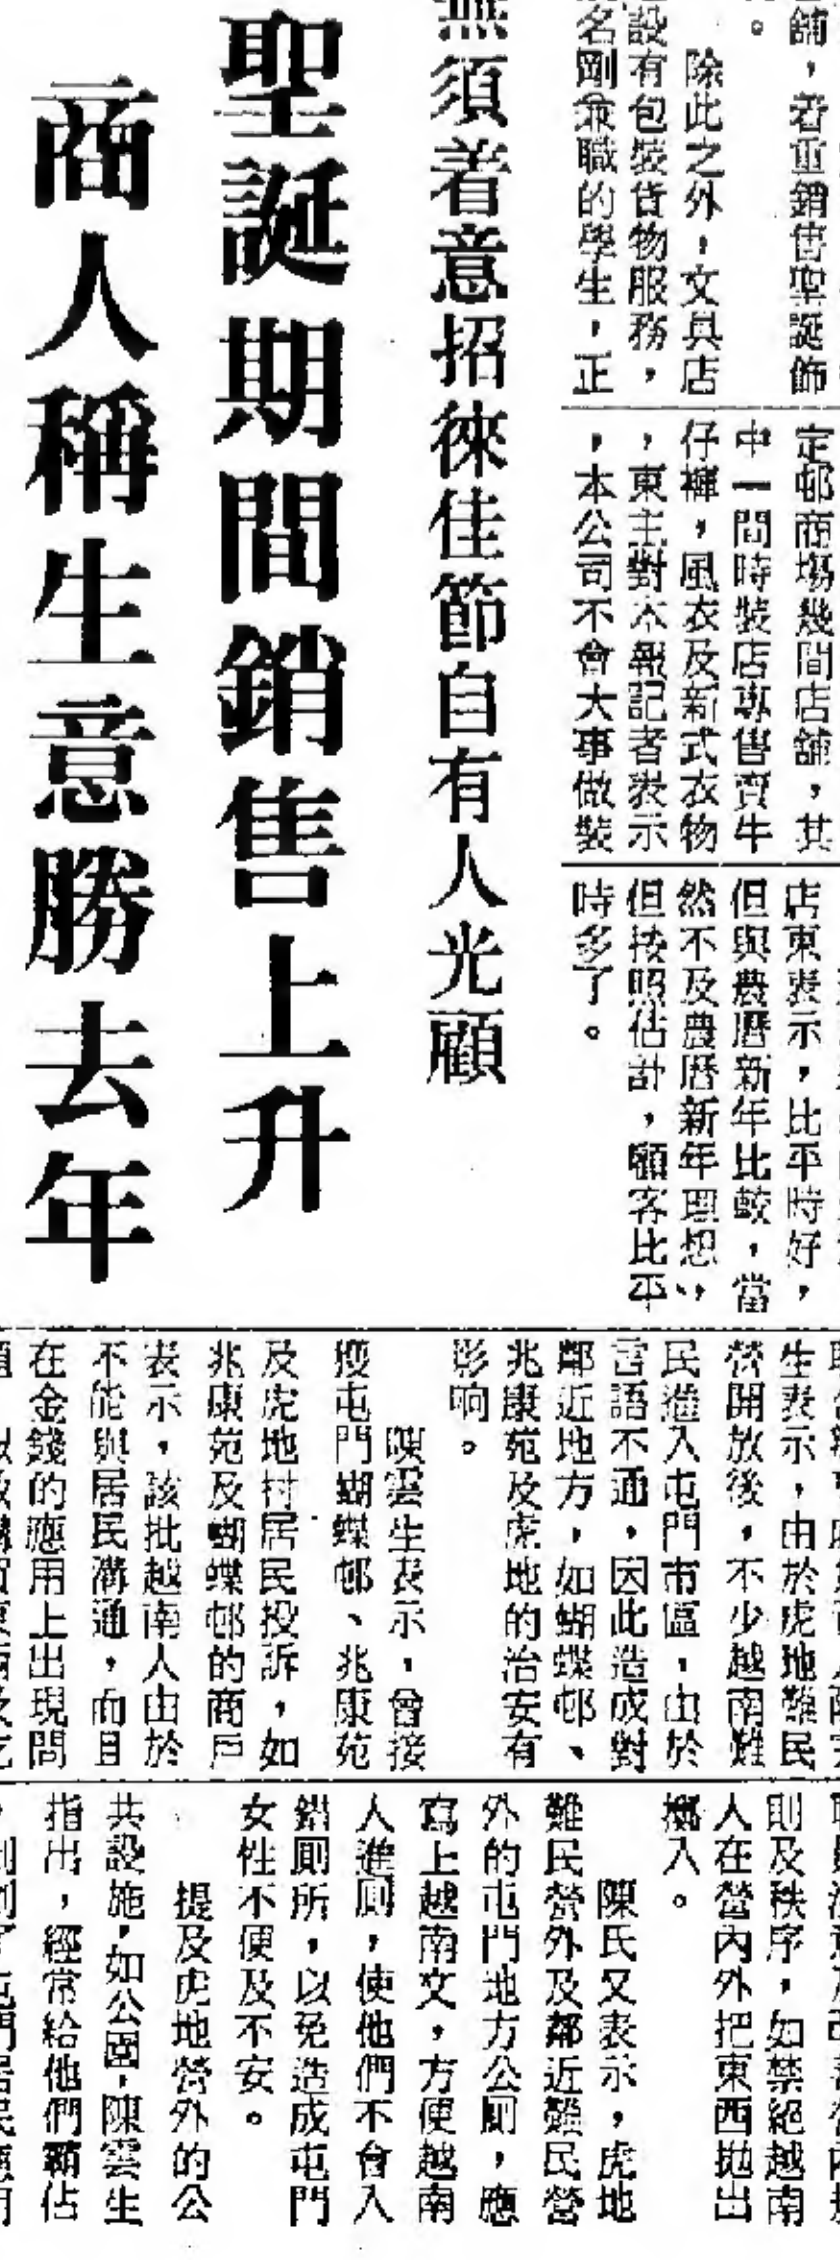 舖，着重銷售聖誕飾
。
除此之外，文具店
設有包裝貨物服務，
名剛兼職的學生，正
定邨商場幾間店舖，其
中一間時裝店專售賣牛
仔褲，風衣及新式衣物
，東主對本報記者表示
，本公司不會大事做裝
店東表示，比平時好，
但與農曆新年比較，當
然不及農曆新年理想，
但按照估計，顧客比平
時多了。
無須着意招徠佳節自有人光顧
聖誕期間銷售上升
商人稱生意勝去年
生表示，由於虎地難民
營開放後，不少越南難
民進入屯門市區，由於
言語不通，因此造成對
鄰近地方，如蝴蝶邨、
兆康苑及虎地的治安有
影响。
陳雲生表示，曾接
獲屯門蝴蝶邨、兆康苑
及虎地村居民投訴，如
兆康苑及蝴蝶邨的商戶
表示，該批越南人由於
不能與居民溝通，而且
在金錢的應用上出現問
則及秩序，如禁絕越南
人在營內外把東西拋出
擲入。
陳氏又表示，虎地
難民營外及鄰近難民營
外的屯門地方公厠，應
寫上越南文，方便越南
人進厠，使他們不會入
錯厠所，以免造成屯門
女性不便及不安。
提及虎地營外的公
共設施，如公園，陳雲生
指出，經常給他們霸佔